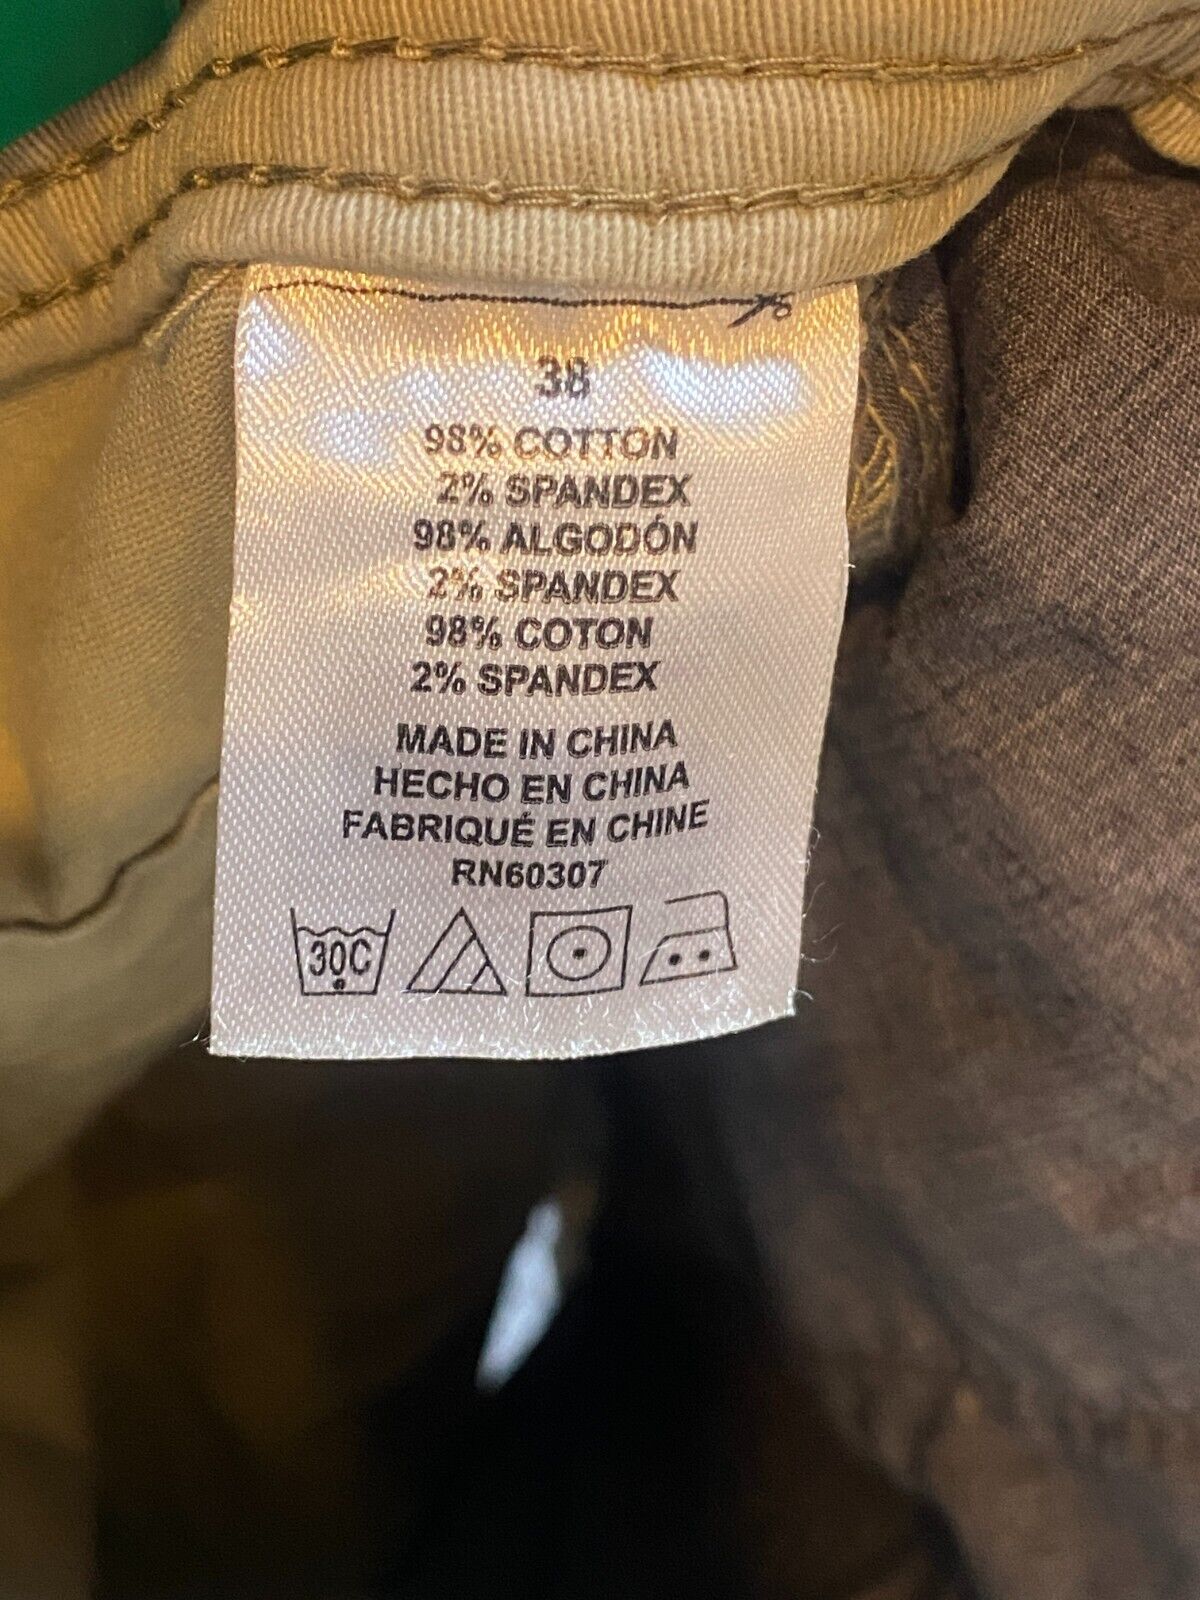 38
98% COTTON
2% SPANDEX
98% ALGODÓN
2% SPANDEX
98% COTON
2% SPANDEX
MADE IN CHINA
HECHO EN CHINA
FABRIQUÉ EN CHINE
RN60307
30C